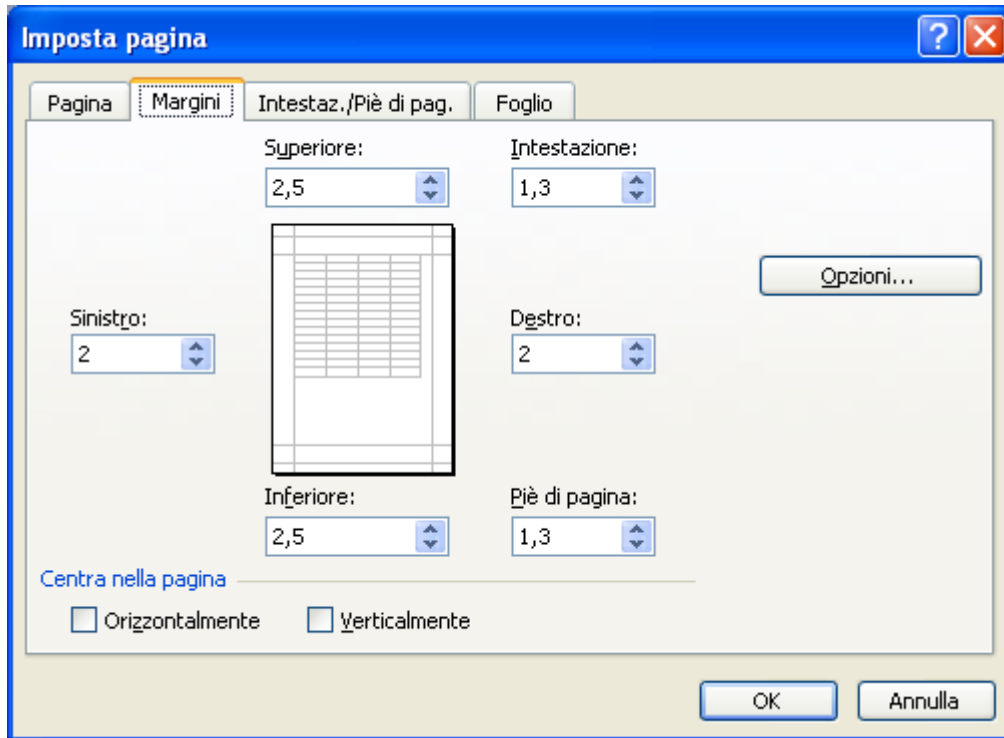 Imposta pagina
Pagina Margini Intestaz./Piè di pag. Foglio
Superiore: Intestazione:
2,5 1,3
Opzioni...
Sinistro: Destro:
2 2
Inferiore: Piè di pagina:
2,5 1,3
Centra nella pagina
Orizzontalmente Verticalmente
OK Annulla